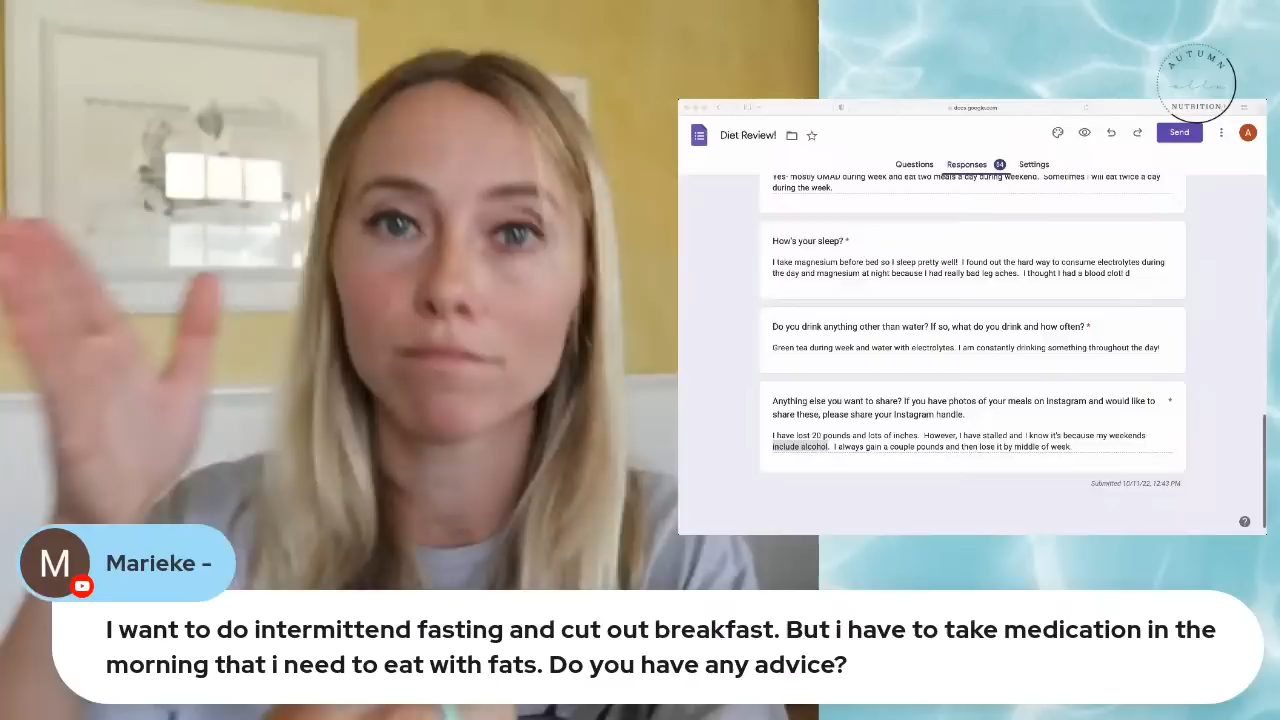 AUTUMN
elle
NUTRITION
docs.google.com
Diet Review!
Send
A
Questions
Responses
54
Settings
Yes- mostly OMAD during week and eat two meals a day during weekend. Sometimes I will eat twice a day
during the week.
How's your sleep? *
I take magnesium before bed so I sleep pretty well! I found out the hard way to consume electrolytes during
the day and magnesium at night because I had really bad leg aches. I thought I had a blood clot! d
Do you drink anything other than water? If so, what do you drink and how often? *
Green tea during week and water with electrolytes. I am constantly drinking something throughout the day!
Anything else you want to share? If you have photos of your meals on Instagram and would like to *
share these, please share your Instagram handle.
I have lost 20 pounds and lots of inches. However, I have stalled and I know it's because my weekends
include alcohol. I always gain a couple pounds and then lose it by middle of week.
Submitted 10/11/22, 12:43 PM
?
M
Marieke -
I want to do intermittend fasting and cut out breakfast. But i have to take medication in the
morning that i need to eat with fats. Do you have any advice?